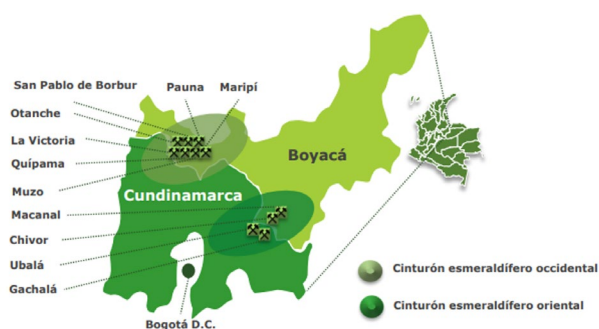 San Pablo de Borbur
Pauna
Maripí
Otanche
La Victoria
Quípama
Muzo
Macanal
Chivor
Ubalá
Gachalá
Boyacá
Cundinamarca
Bogotá D.C.
Cinturón esmeraldífero occidental
Cinturón esmeraldífero oriental